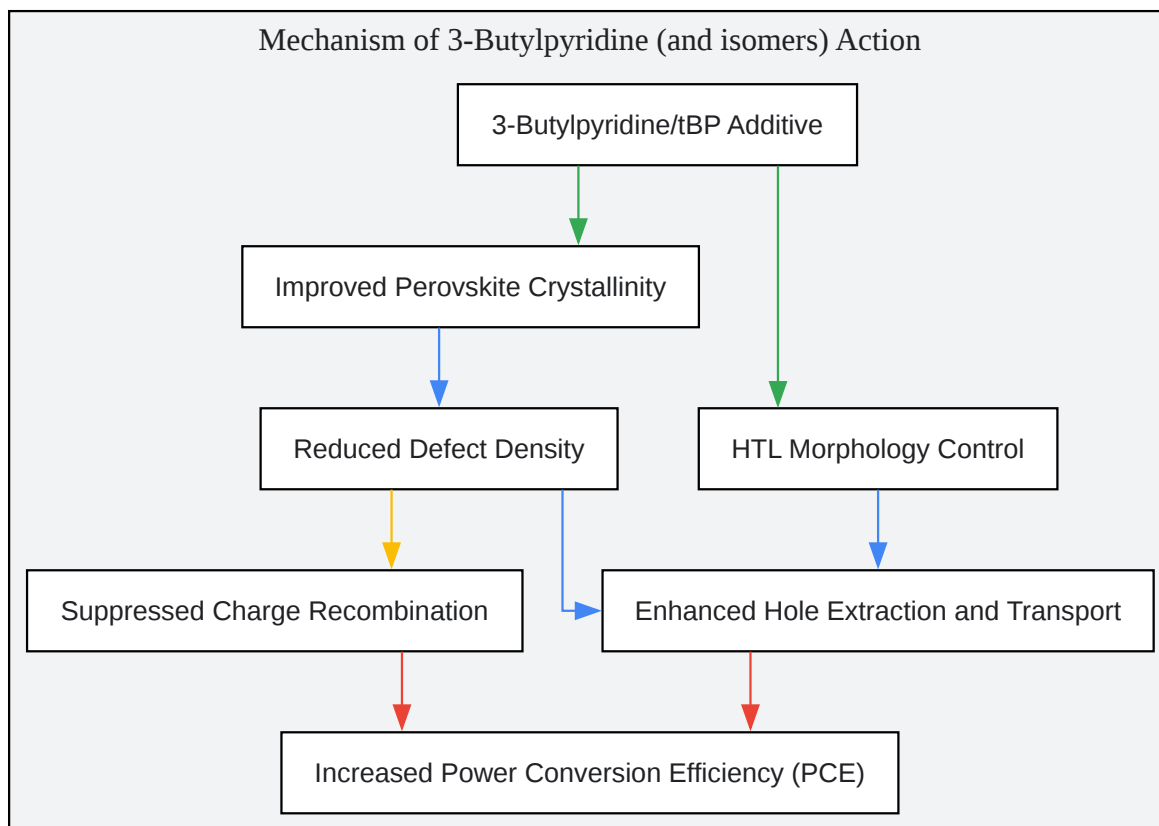 Mechanism of 3-Butylpyridine (and isomers) Action
3-Butylpyridine/tBP Additive
Improved Perovskite Crystallinity
Reduced Defect Density
HTL Morphology Control
Suppressed Charge Recombination
Enhanced Hole Extraction and Transport
Increased Power Conversion Efficiency (PCE)